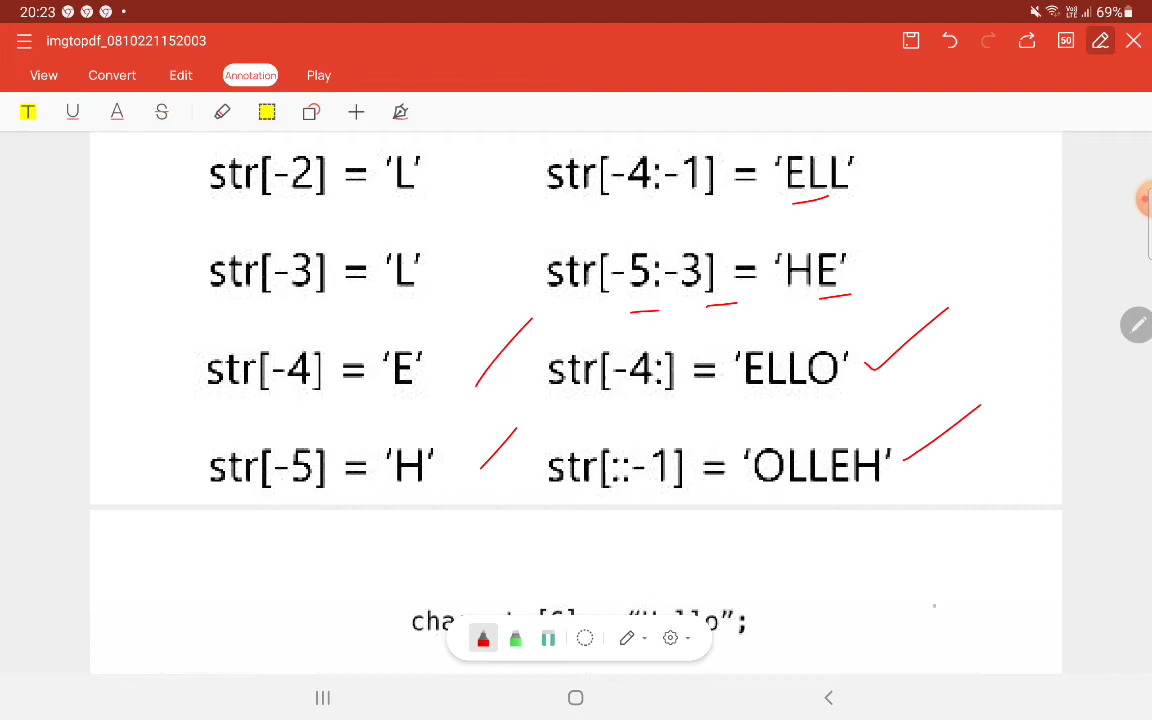 20:23 69%
imgtopdf_0810221152003 50
View Convert Edit Annotation Play
T U A S
str[-2] = 'L' str[-4:-1] = 'ELL'
str[-3] = 'L' str[-5:-3] = 'HE'
str[-4] = 'E' str[-4:] = 'ELLO'
str[-5] = 'H' str[::-1] = 'OLLEH'